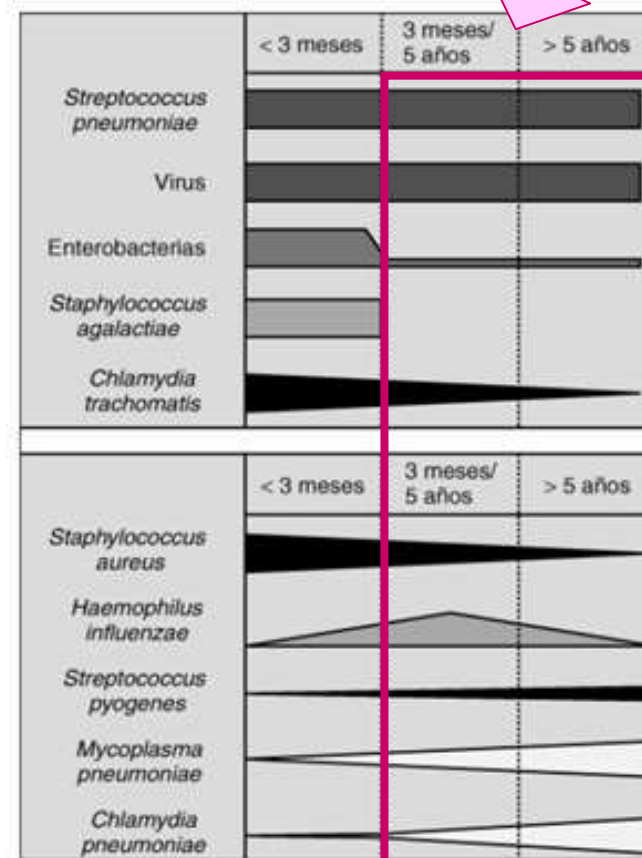 < 3 meses
3 meses/
5 años
> 5 años
Streptococcus
pneumoniae
Virus
Enterobacterias
Staphylococcus
agalactiae
Chlamydia
trachomatis
< 3 meses
3 meses/
5 años
> 5 años
Staphylococcus
aureus
Haemophilus
influenzae
Streptococcus
pyogenes
Mycoplasma
pneumoniae
Chlamydia
pneumoniae